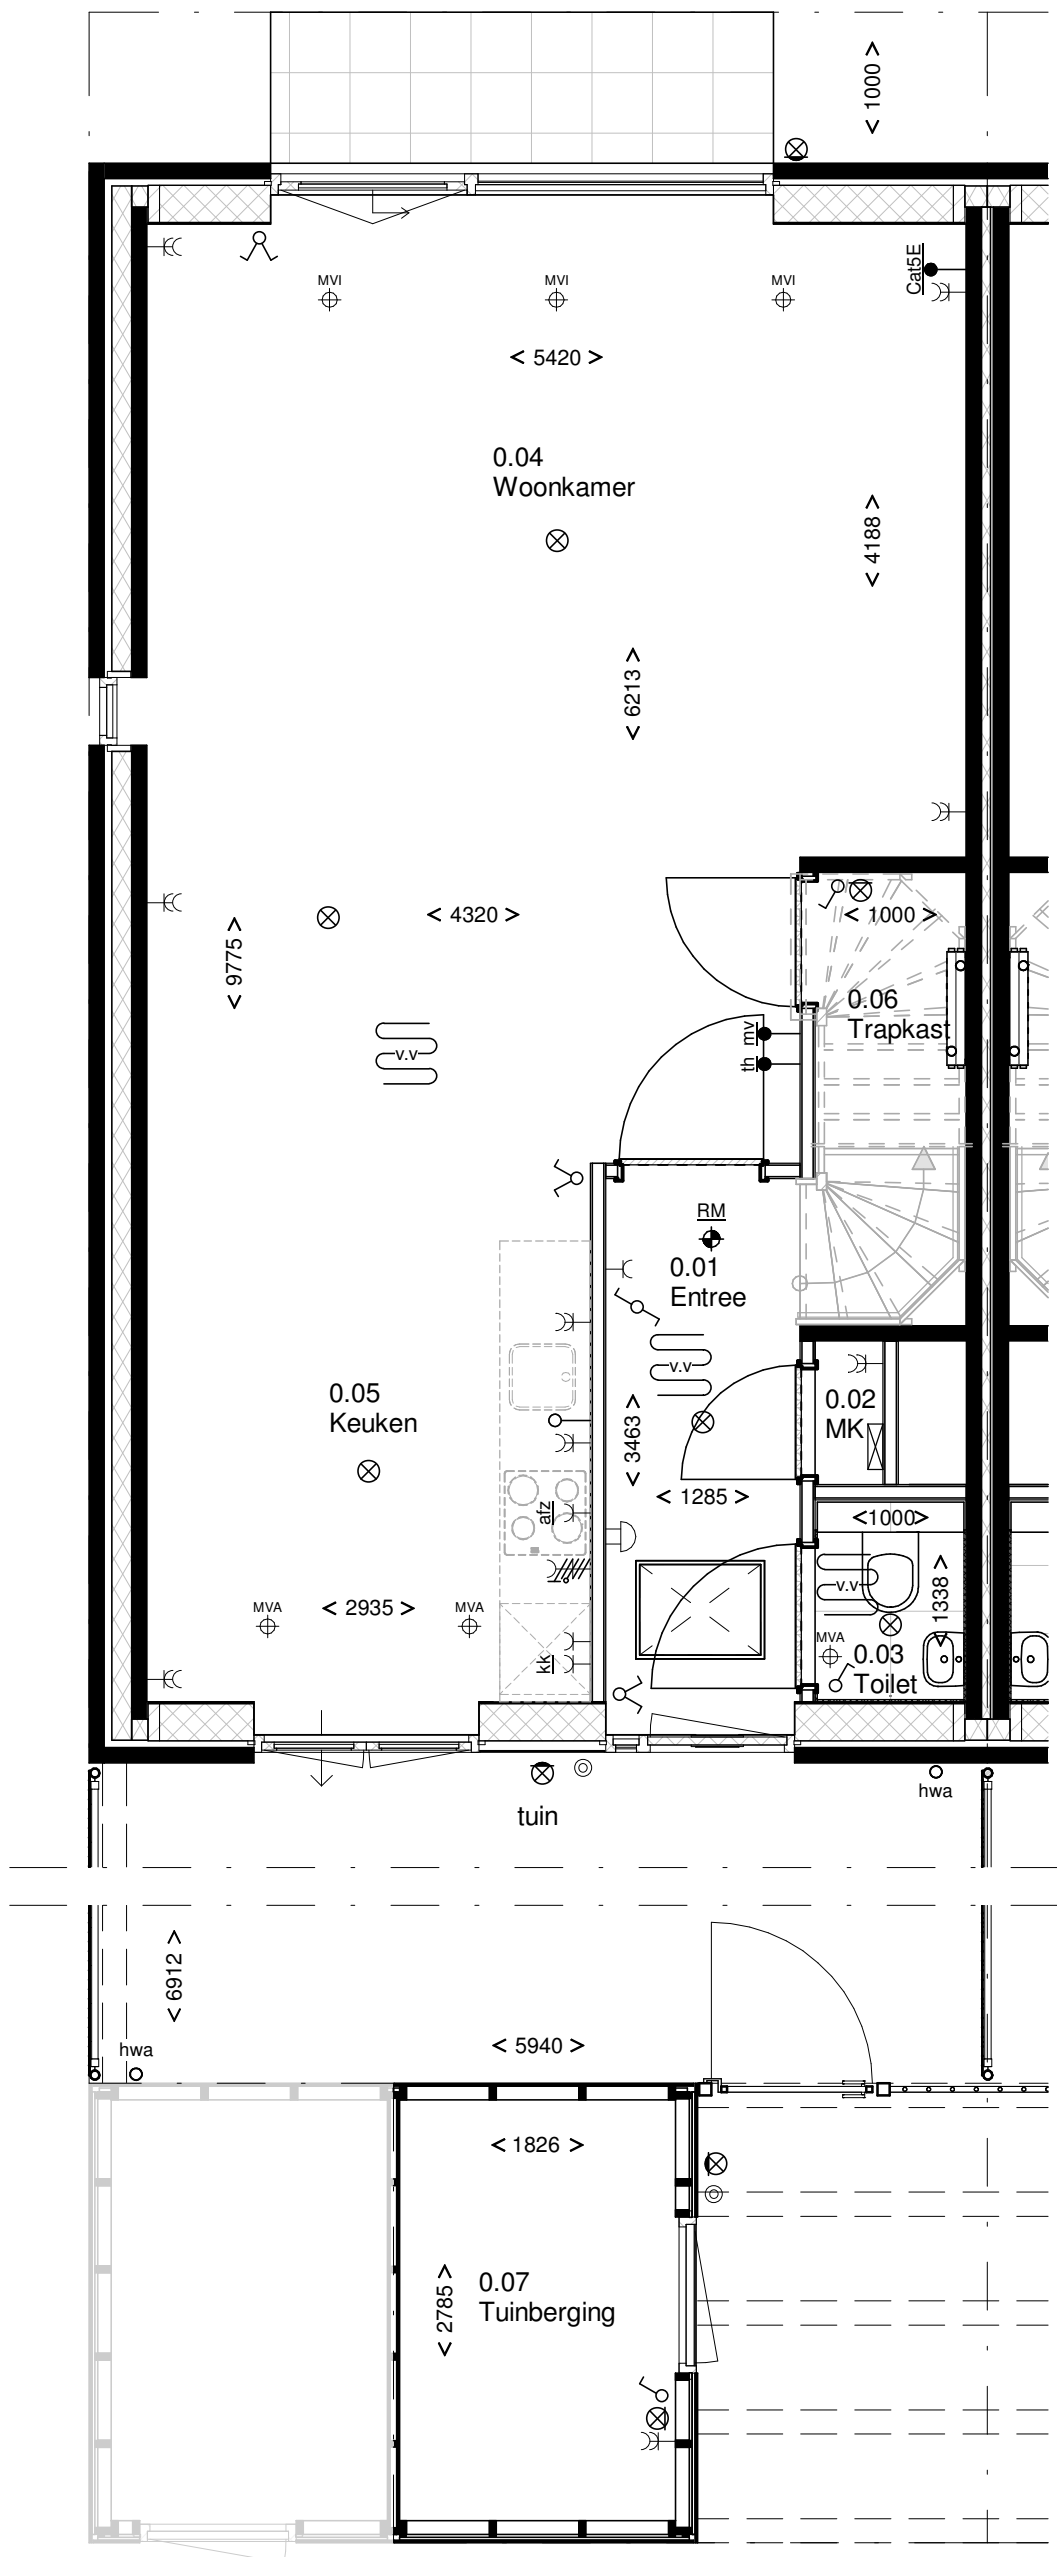 < 1000 >
Cat5E
MVI
MVI
MVI
< 5420 >
0.04
Woonkamer
< 4188 >
< 6213 >
< 4320 >
< 1000 >
< 9775 >
0.06
Trapkast
mv
th
v.v
RM
0.01
Entree
v.v
0.05
Keuken
0.02
MK
< 3463 >
< 1285 >
<1000>
afz
v.v
<1338>
MVA
< 2935 >
MVA
MVA
kk
0.03
Toilet
hwa
tuin
< 6912 >
hwa
< 5940 >
< 1826 >
< 2785 >
0.07
Tuinberging